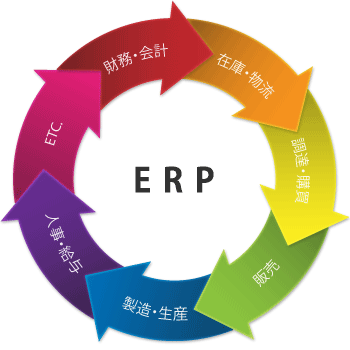 財務・会計
在庫・物流
調達・購買
販売
製造・生産
人事・給与
ETC.
ERP